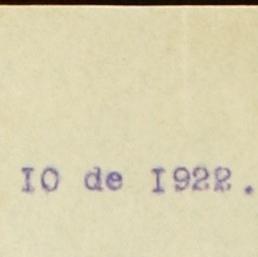 IO de I922.